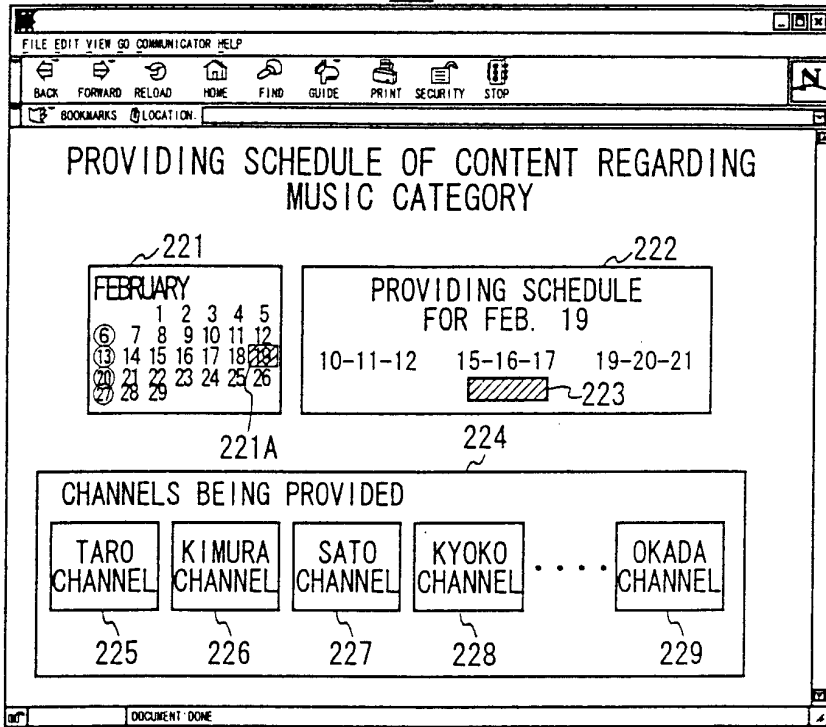 FILE EDIT VIEW GO COMMUNICATOR HELP
BACK FORWARD RELOAD HOME FIND GUIDE PRINT SECURITY STOP
N
BOOKMARKS LOCATION.
PROVIDING SCHEDULE OF CONTENT REGARDING
MUSIC CATEGORY
221
FEBRUARY
1 2 3 4 5
6 7 8 9 10 11 12
13 14 15 16 17 18 19
20 21 22 23 24 25 26
27 28 29
221A
222
PROVIDING SCHEDULE
FOR FEB. 19
10-11-12 15-16-17 19-20-21
223
224
CHANNELS BEING PROVIDED
TARO
CHANNEL
KIMURA
CHANNEL
SATO
CHANNEL
KYOKO
CHANNEL
....
OKADA
CHANNEL
225 226 227 228 229
DOCUMENT DONE